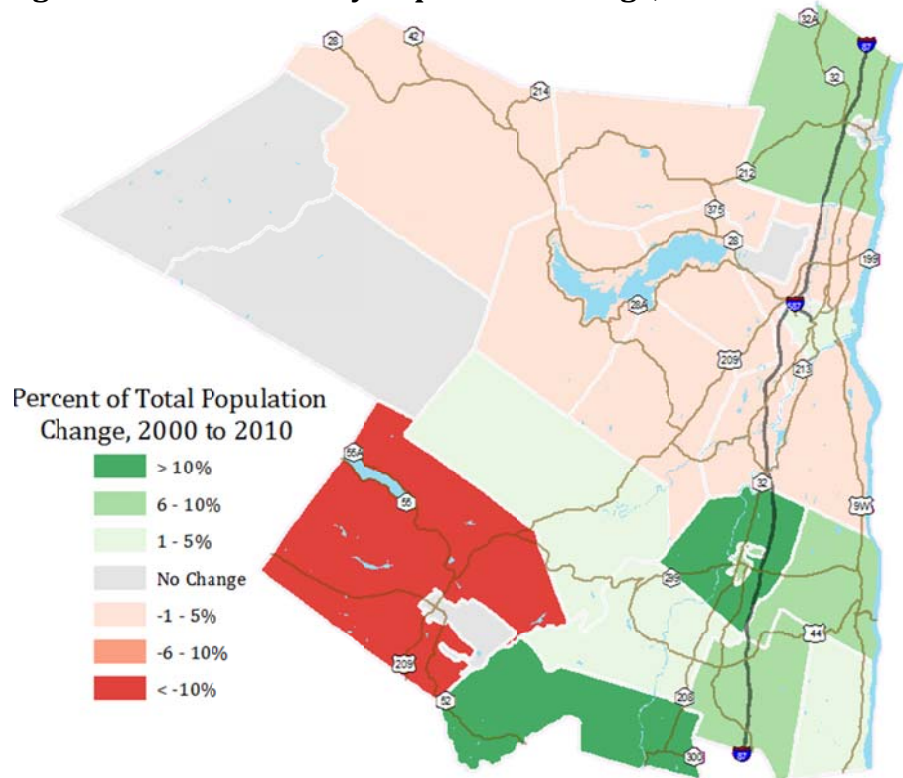 32A
87
42
28
32
214
212
375
28
199
28A
587
209
213
Percent of Total Population
Change, 2000 to 2010
> 10%
6 - 10%
1 - 5%
No Change
-1 - 5%
-6 - 10%
< -10%
55A
55
32
9W
299
44
209
52
208
300
87